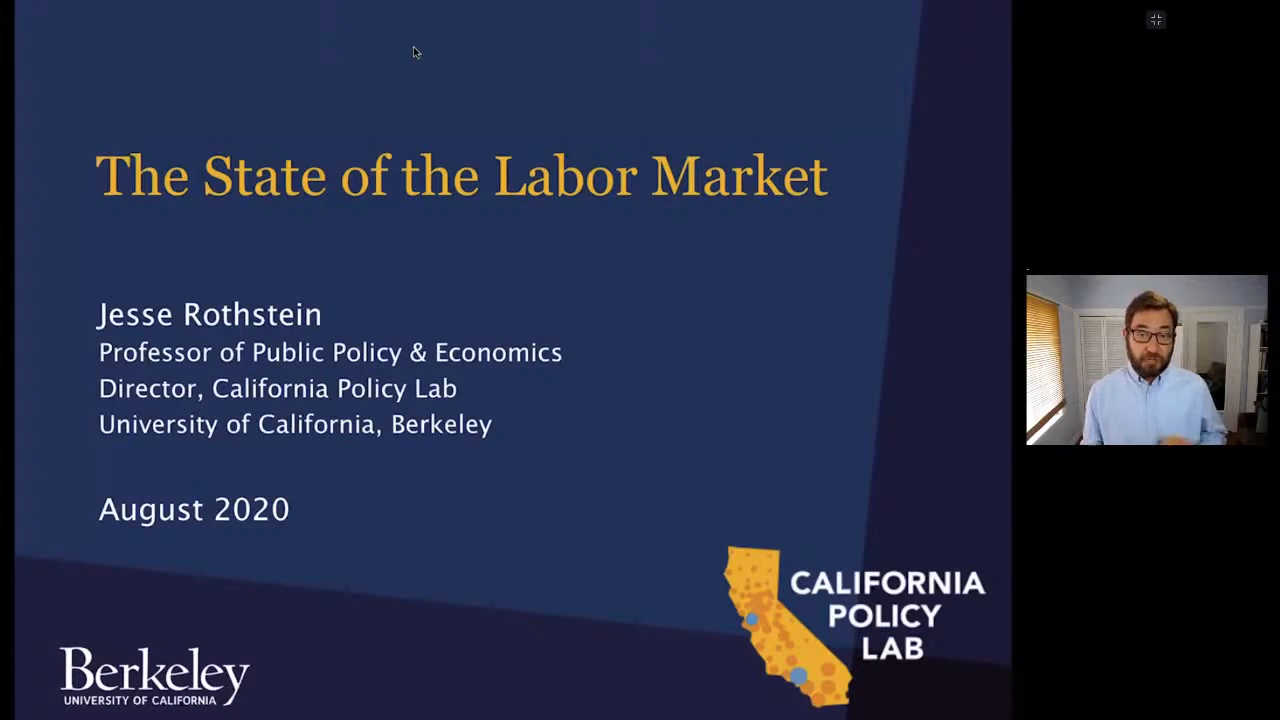 The State of the Labor Market
Jesse Rothstein
Professor of Public Policy & Economics
Director, California Policy Lab
University of California, Berkeley
August 2020
CALIFORNIA
POLICY
LAB
Berkeley
UNIVERSITY OF CALIFORNIA